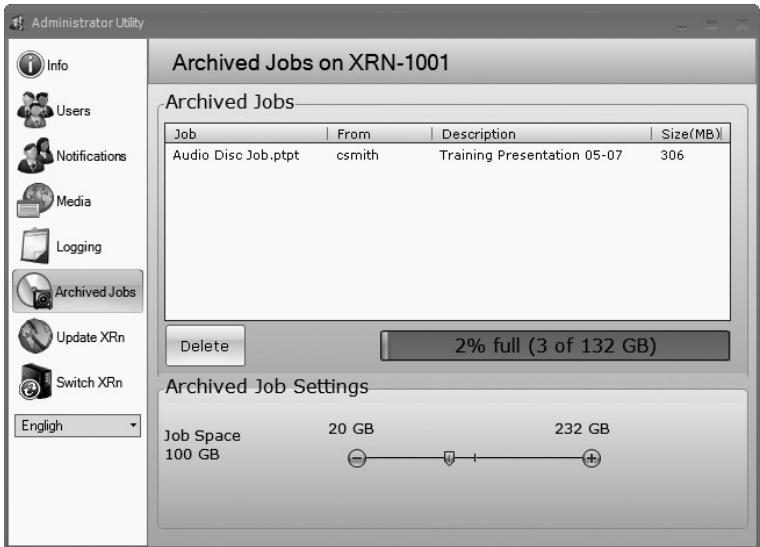 Administrator Utility
Info
Users
Notifications
Media
Logging
Archived Jobs
Update XRn
Switch XRn
Engligh
Archived Jobs on XRN-1001
Archived Jobs
Job From Description Size(MB)
Audio Disc Job.ptpt csmith Training Presentation 05-07 306
Delete
2% full (3 of 132 GB)
Archived Job Settings
Job Space
100 GB
20 GB 232 GB